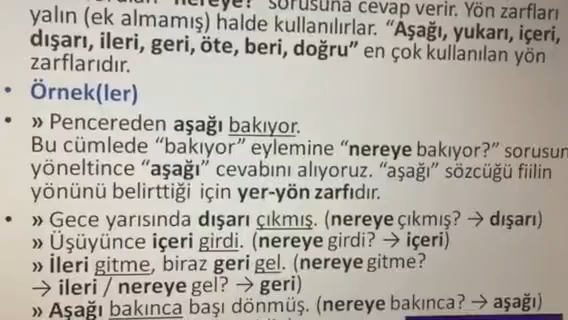 "nereye?" sorusuna cevap verir. Yön zarfları
yalın (ek almamış) halde kullanılırlar. "Aşağı, yukarı, içeri,
dışarı, ileri, geri, öte, beri, doğru" en çok kullanılan yön
zarflarıdır.
• Örnek(ler)
• » Pencereden aşağı bakıyor.
Bu cümlede "bakıyor" eylemine "nereye bakıyor?" sorusun
yöneltince "aşağı" cevabını alıyoruz. "aşağı" sözcüğü fiilin
yönünü belirttiği için yer-yön zarfıdır.
• » Gece yarısında dışarı çıkmış. (nereye çıkmış? → dışarı)
» Üşüyünce içeri girdi. (nereye girdi? → içeri)
» İleri gitme, biraz geri gel. (nereye gitme?
→ ileri / nereye gel? → geri)
» Aşağı bakınca başı dönmüş. (nereye bakınca? → aşağı)